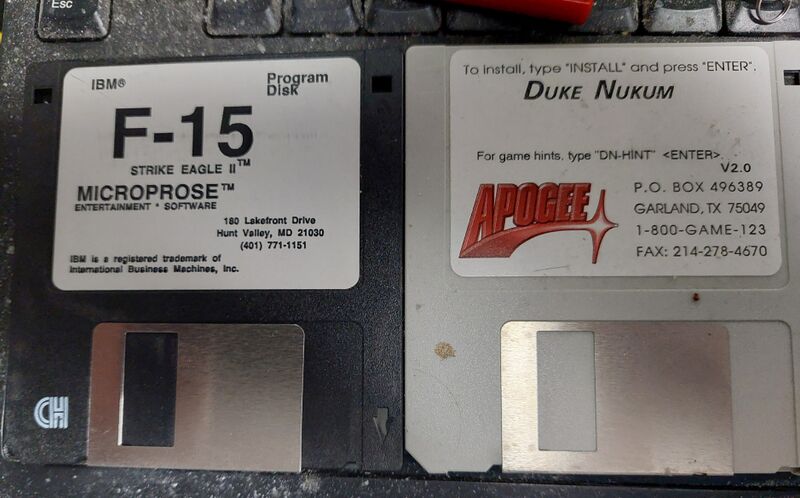 Esc
IBM®
Program
Disk
F-15
STRIKE EAGLE II™
MICROPROSE™
ENTERTAINMENT * SOFTWARE
180 Lakefront Drive
Hunt Valley, MD 21030
(401) 771-1151
IBM is a registered trademark of
International Business Machines, Inc.
CH
To install, type "INSTALL" and press "ENTER".
DUKE NUKUM
For game hints, type "DN-HINT" <ENTER>.
V2.0
APOGEE
P.O. BOX 496389
GARLAND, TX 75049
1-800-GAME-123
FAX: 214-278-4670